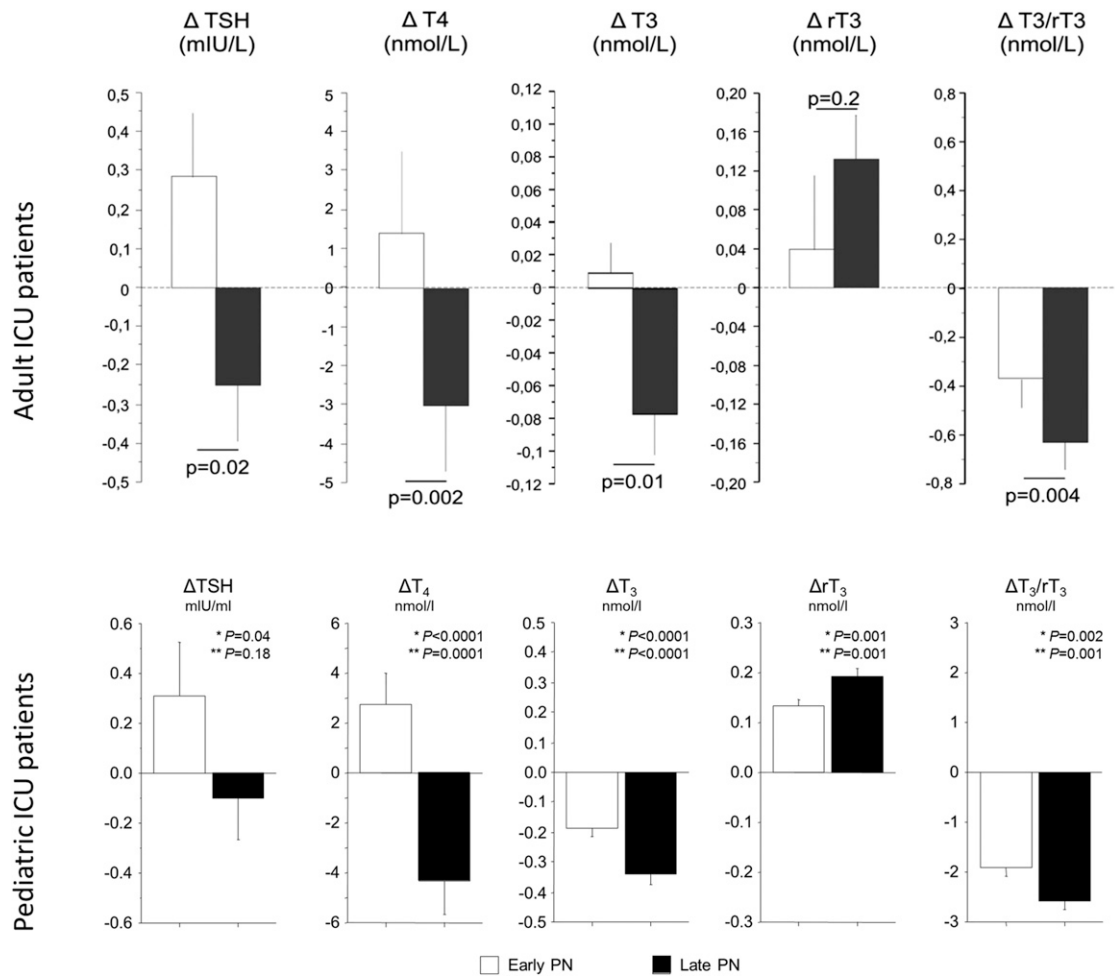 Δ TSH
(mIU/L)
Δ T4
(nmol/L)
Δ T3
(nmol/L)
Δ rT3
(nmol/L)
Δ T3/rT3
(nmol/L)
Adult ICU patients
0,5
0,4
0,3
0,2
0,1
0
-0,1
-0,2
-0,3
-0,4
-0,5
p=0.02
5
4
3
2
1
0
-1
-2
-3
-4
-5
p=0.002
0,12
0,10
0,08
0,06
0,04
0,02
0
-0,02
-0,04
-0,06
-0,08
-0,1
-0,12
p=0.01
0,20
0,16
0,12
0,08
0,04
0
-0,04
-0,08
-0,12
-0,16
-0,20
p=0.2
0,8
0,6
0,4
0,2
0
-0,2
-0,4
-0,6
-0,8
p=0.004
Pediatric ICU patients
ΔTSH
mIU/ml
* P=0.04
** P=0.18
0.6
0.4
0.2
0.0
-0.2
-0.4
-0.6
ΔT4
nmol/l
* P<0.0001
** P=0.0001
6
4
2
0
-2
-4
-6
ΔT3
nmol/l
* P<0.0001
** P<0.0001
0.5
0.4
0.3
0.2
0.1
0.0
-0.1
-0.2
-0.3
-0.4
-0.5
ΔrT3
nmol/l
* P=0.001
** P=0.001
0.3
0.2
0.1
0.0
-0.1
-0.2
-0.3
ΔT3/rT3
nmol/l
* P=0.002
** P=0.001
3
2
1
0
-1
-2
-3
Early PN
Late PN